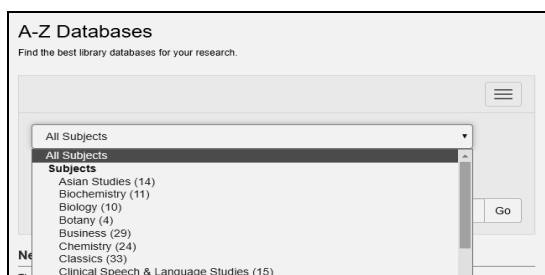 A-Z Databases
Find the best library databases for your research.
All Subjects
All Subjects
Subjects
Asian Studies (14)
Biochemistry (11)
Biology (10)
Botany (4)
Business (29)
Go
Chemistry (24)
Classics (33)
Clinical Speech & Language Studies (15)